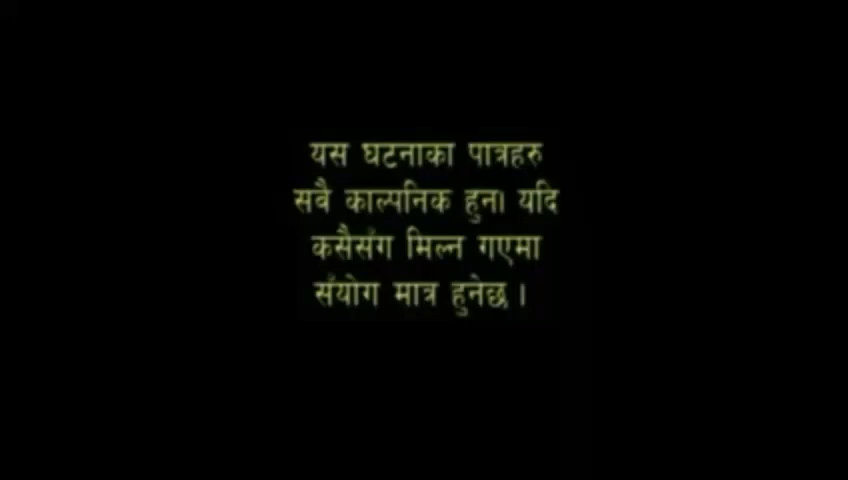 यस घटनाका पात्रहरु
सबै काल्पनिक हुन। यदि
कसैसँग मिल्न गएमा
सँयोग मात्र हुनेछ ।